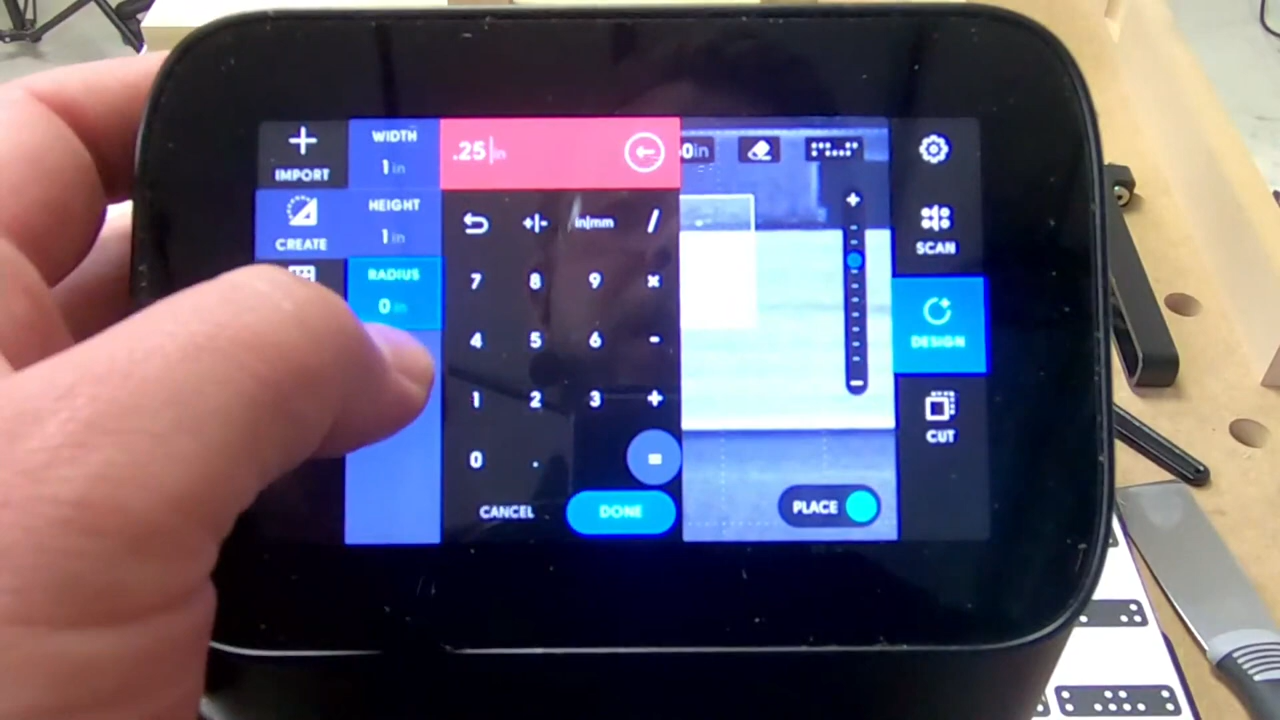 IMPORT
CREATE
WIDTH
1 in
HEIGHT
1 in
RADIUS
0 in
.25 in
in|mm /
7 8 9 ×
4 5 6 -
1 2 3 +
0 . =
CANCEL DONE
0in
PLACE
SCAN
DESIGN
CUT